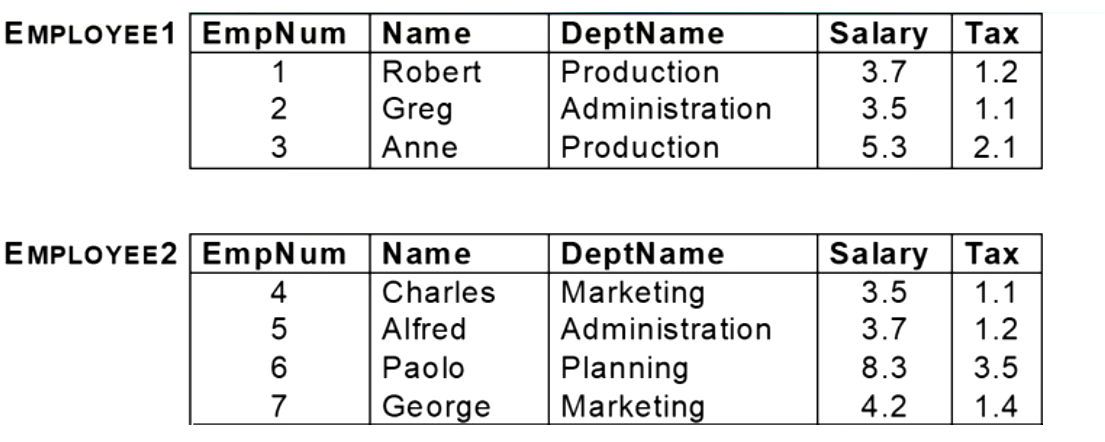 EMPLOYEE1 EmpNum Name DeptName Salary Tax
1 Robert Production 3.7 1.2
2 Greg Administration 3.5 1.1
3 Anne Production 5.3 2.1
EMPLOYEE2 EmpNum Name DeptName Salary Tax
4 Charles Marketing 3.5 1.1
5 Alfred Administration 3.7 1.2
6 Paolo Planning 8.3 3.5
7 George Marketing 4.2 1.4